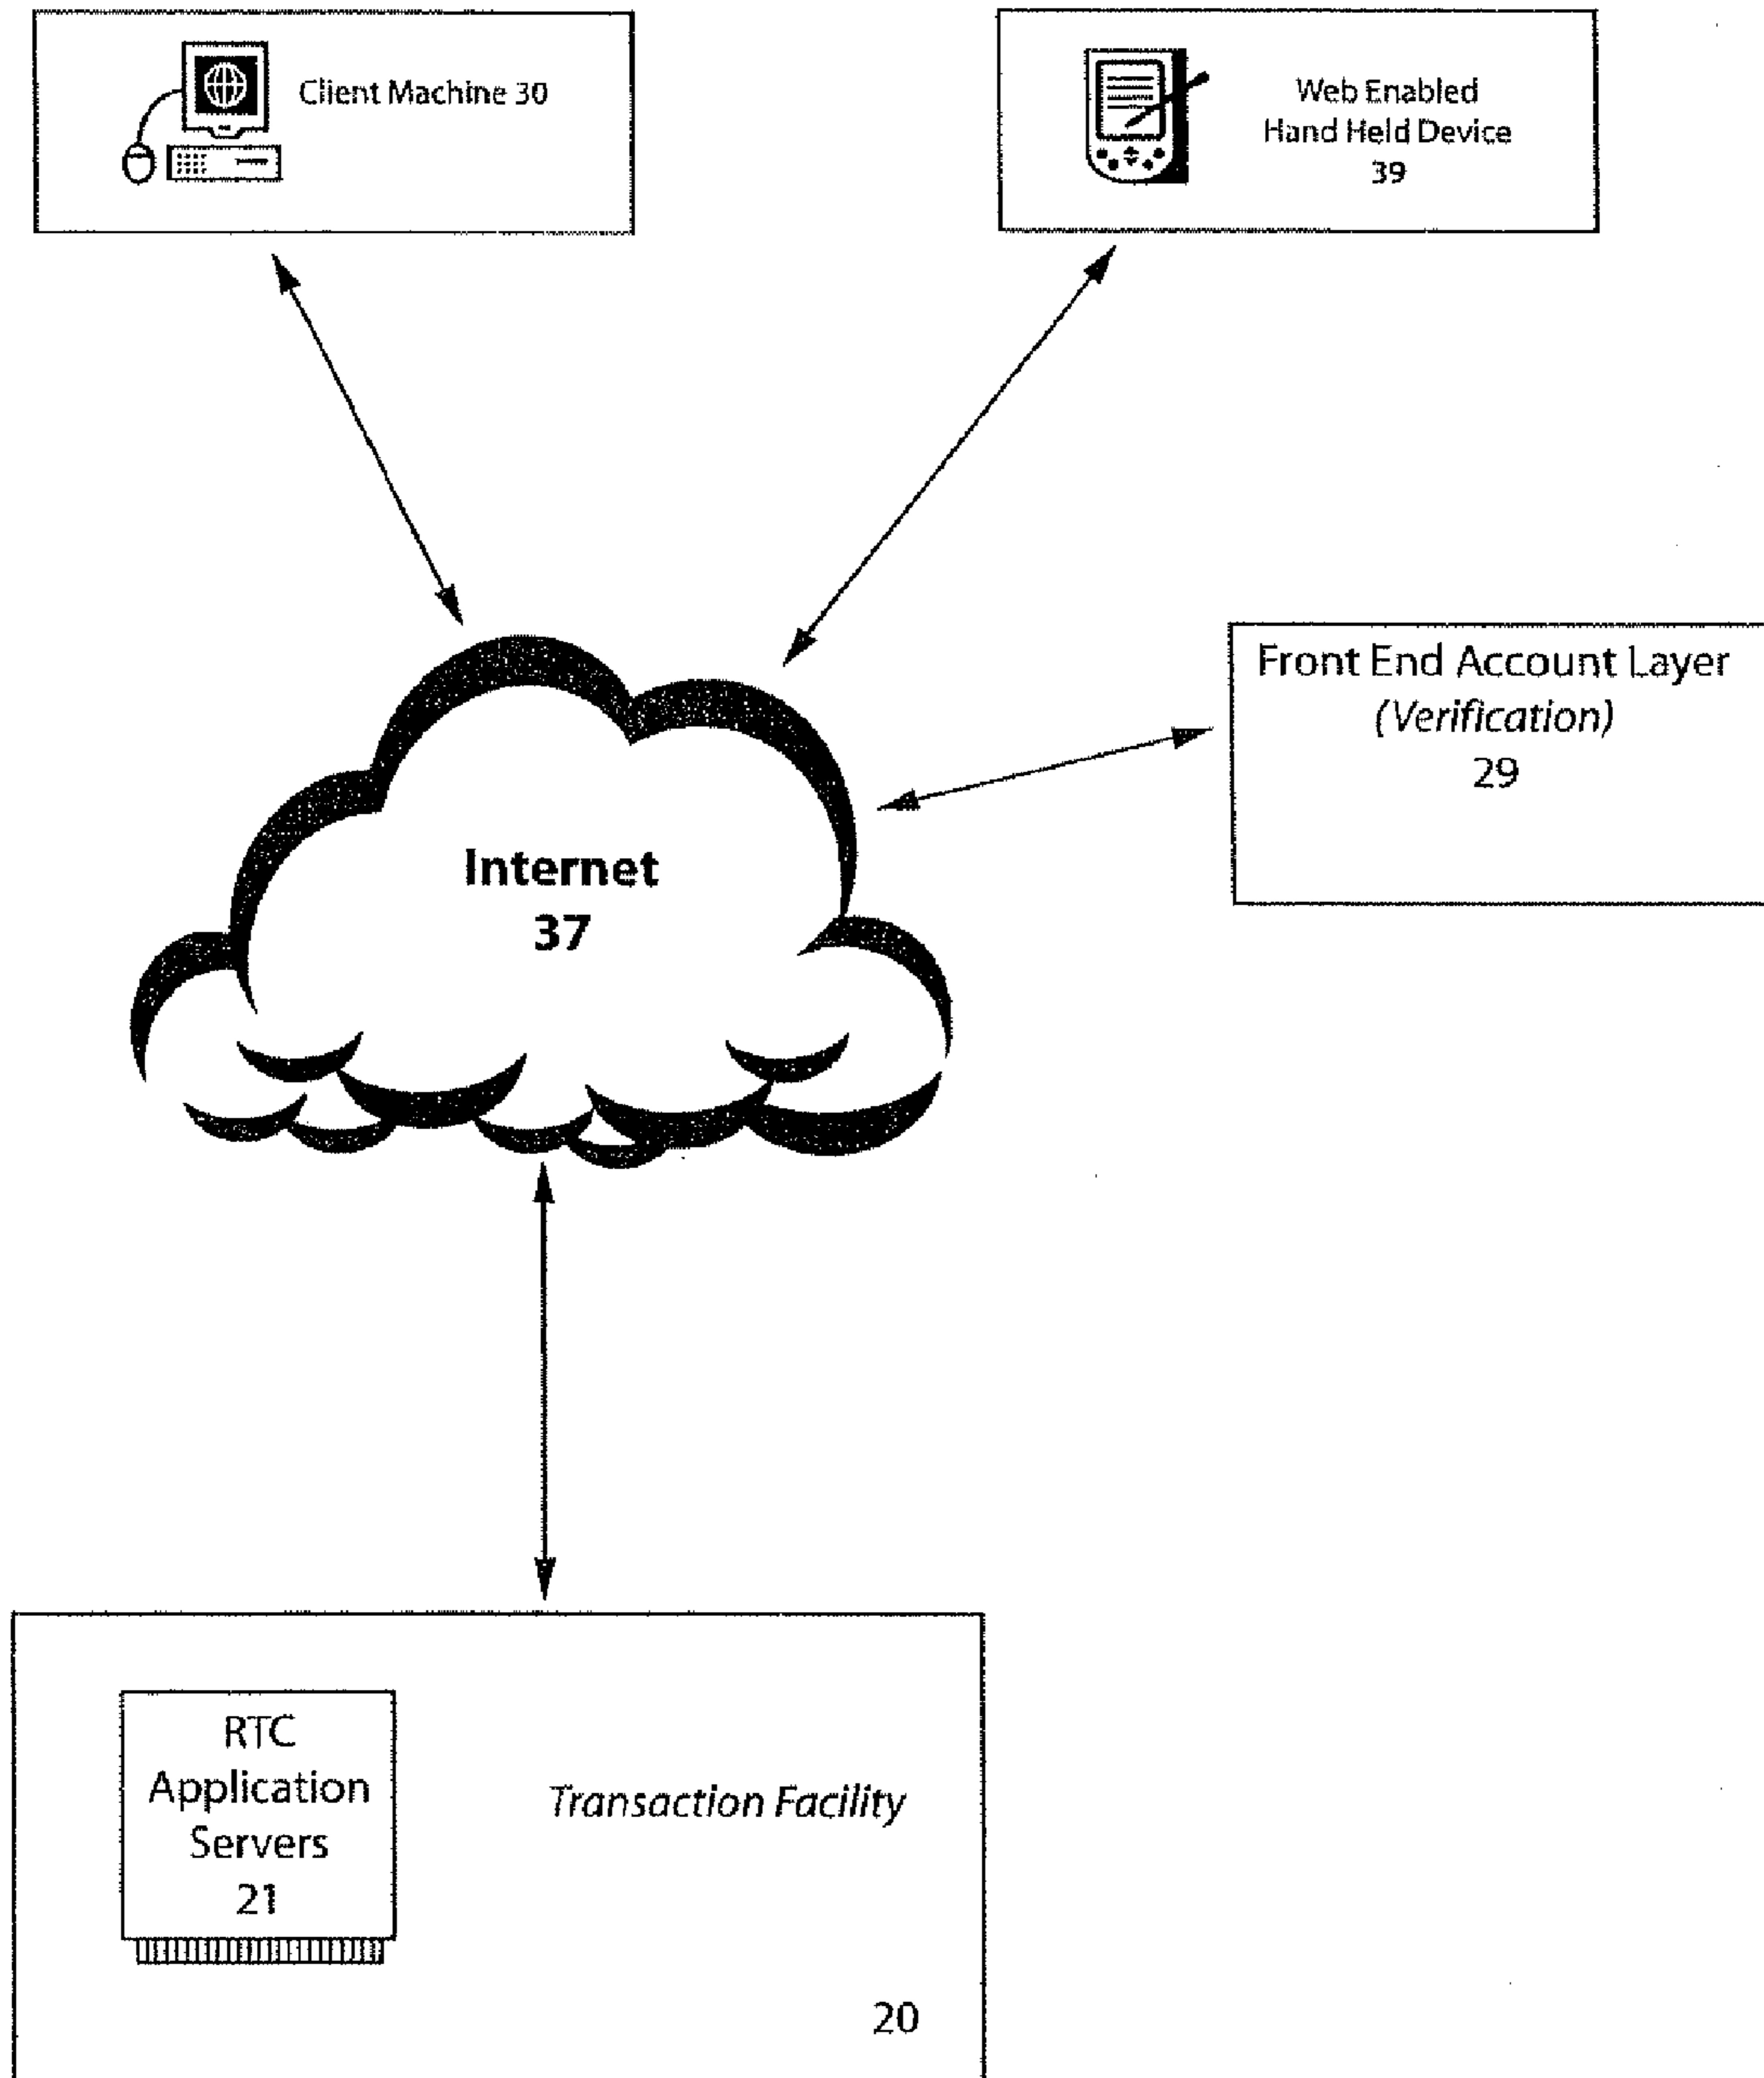 Client Machine 30
Web Enabled
Hand Held Device
39
Front End Account Layer
(Verification)
29
Internet
37
RTC
Application
Servers
21
Transaction Facility
20